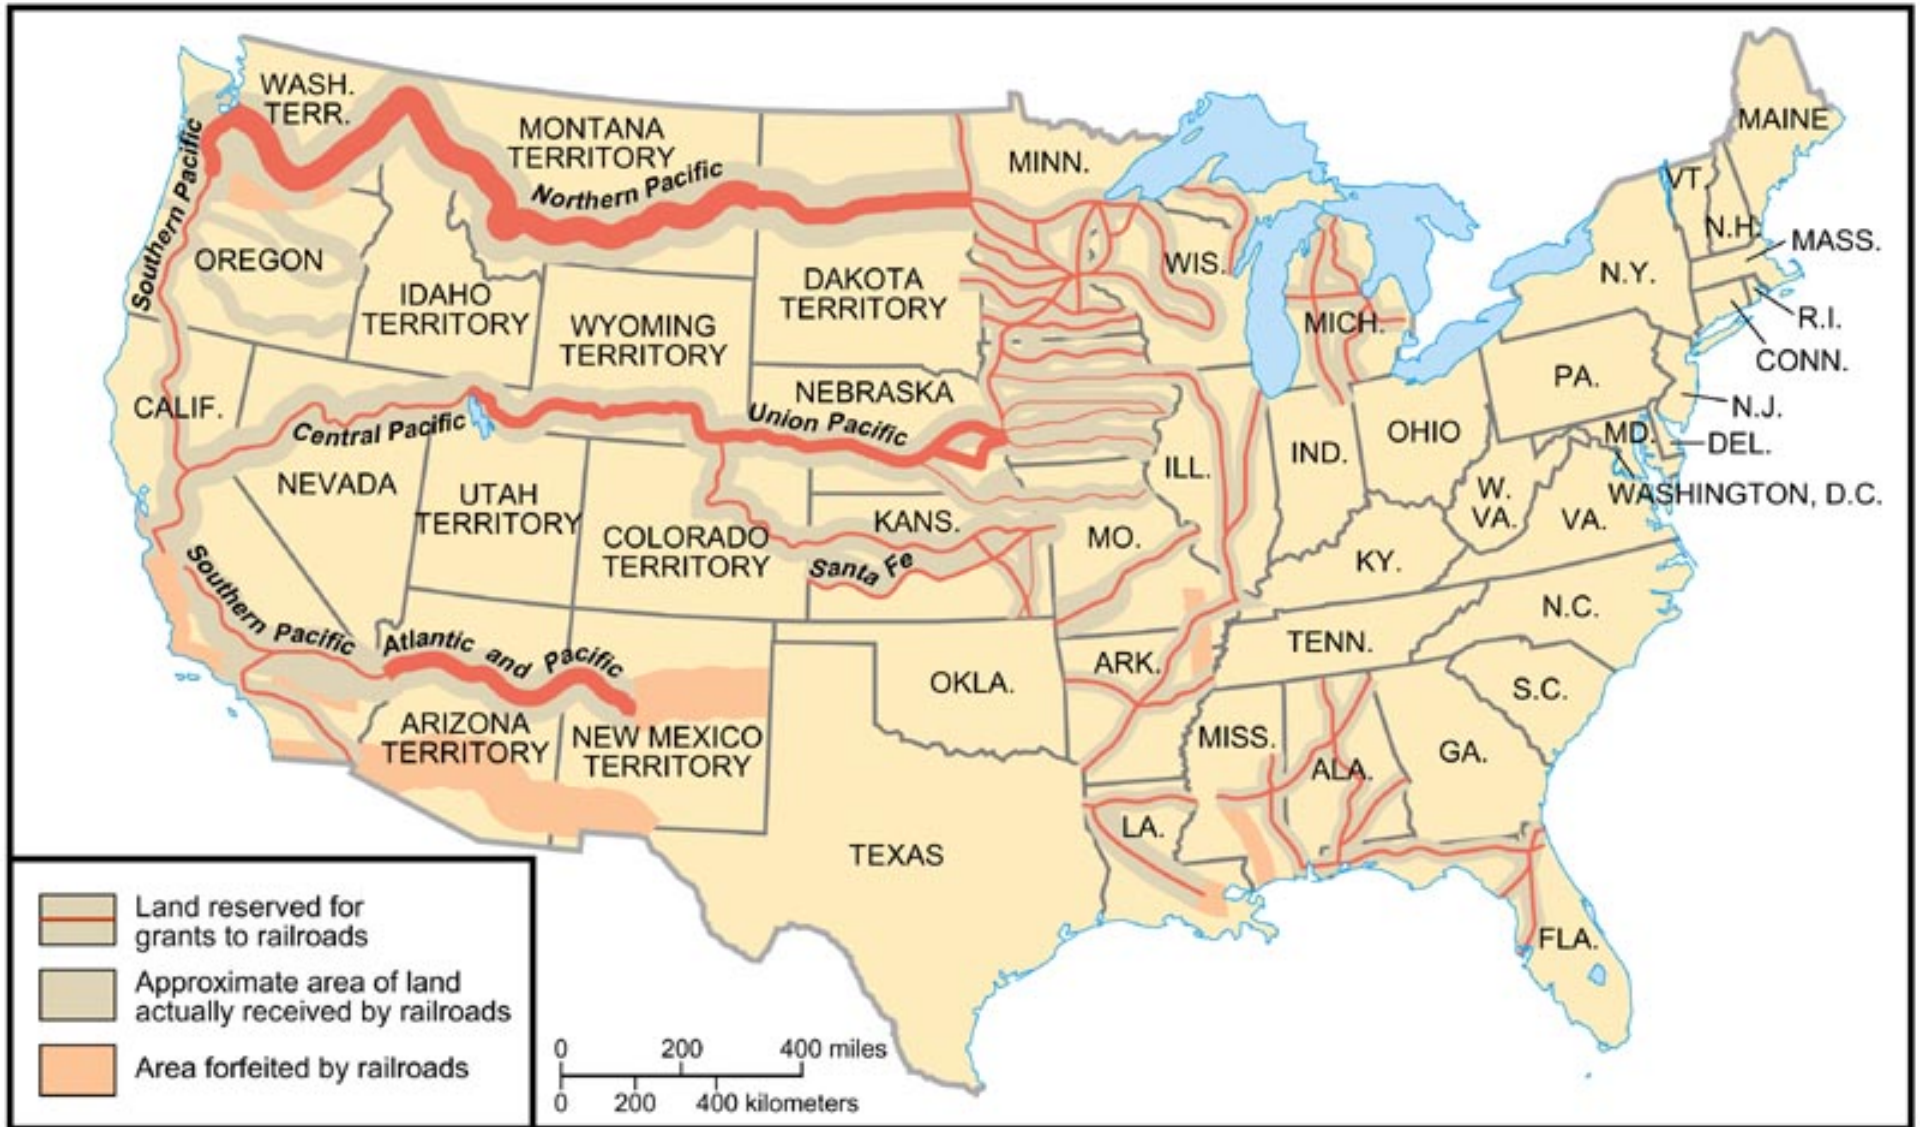 WASH.
TERR.
MONTANA
TERRITORY
Northern Pacific
MINN.
MAINE
VT.
N.H.
MASS.
Southern Pacific
OREGON
IDAHO
TERRITORY
WYOMING
TERRITORY
DAKOTA
TERRITORY
WIS.
MICH.
N.Y.
R.I.
CONN.
PA.
N.J.
CALIF.
Central Pacific
NEBRASKA
Union Pacific
OHIO
MD.
DEL.
NEVADA
UTAH
TERRITORY
COLORADO
TERRITORY
KANS.
Santa Fe
MO.
ILL.
IND.
W.
VA.
VA.
WASHINGTON, D.C.
KY.
Southern Pacific
Atlantic and Pacific
ARIZONA
TERRITORY
NEW MEXICO
TERRITORY
OKLA.
ARK.
TENN.
N.C.
S.C.
MISS.
ALA.
GA.
TEXAS
LA.
FLA.
Land reserved for
grants to railroads
Approximate area of land
actually received by railroads
Area forfeited by railroads
0 200 400 miles
0 200 400 kilometers